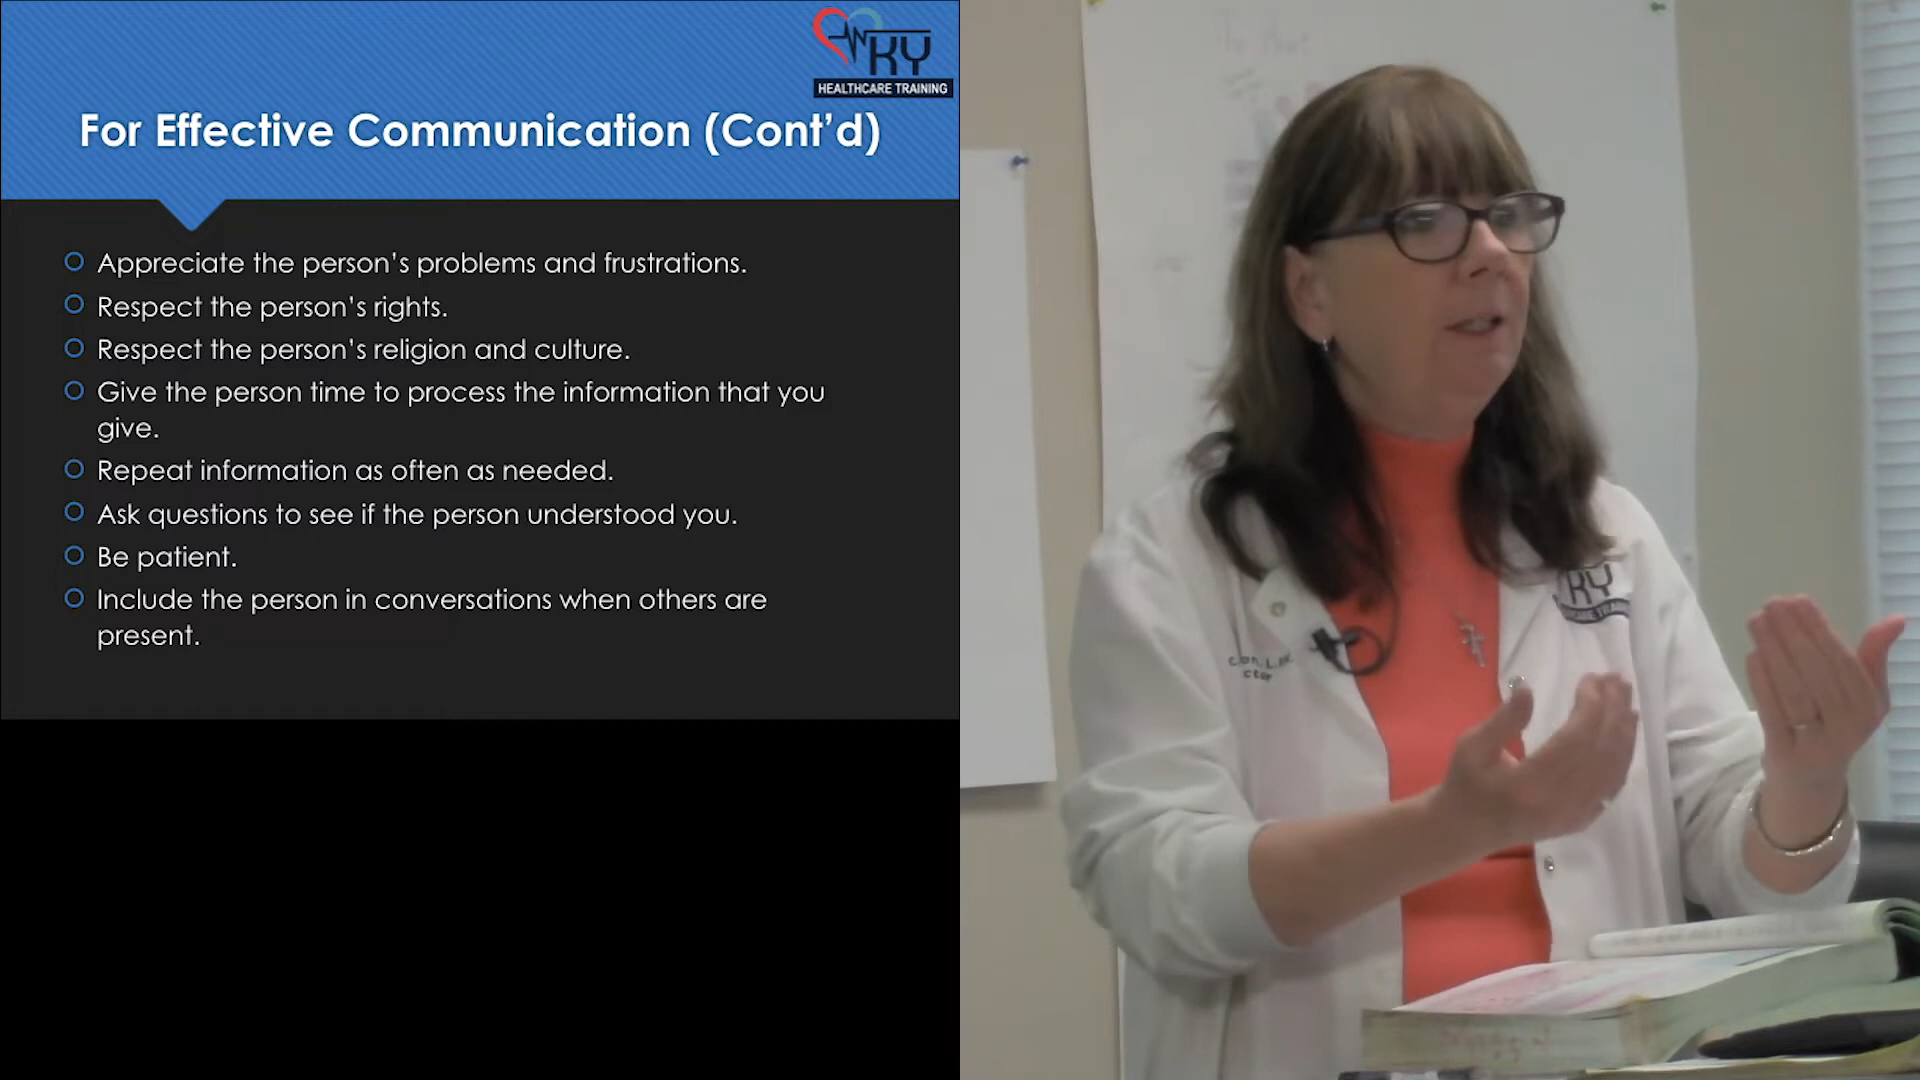 KY
HEALTHCARE TRAINING
For Effective Communication (Cont’d)
Appreciate the person’s problems and frustrations.
Respect the person’s rights.
Respect the person’s religion and culture.
Give the person time to process the information that you
give.
Repeat information as often as needed.
Ask questions to see if the person understood you.
Be patient.
Include the person in conversations when others are
present.
KY